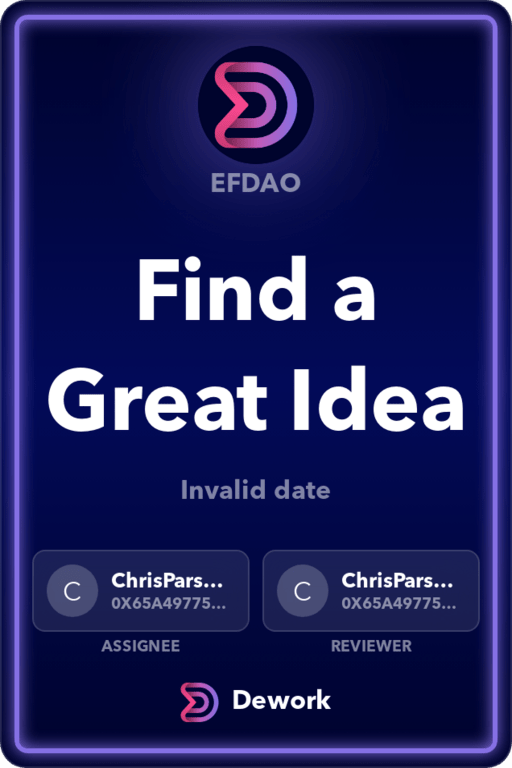 EFDAO
Find a
Great Idea
Invalid date
C
ChrisPars...
0X65A49775...
ASSIGNEE
C
ChrisPars...
0X65A49775...
REVIEWER
Dework